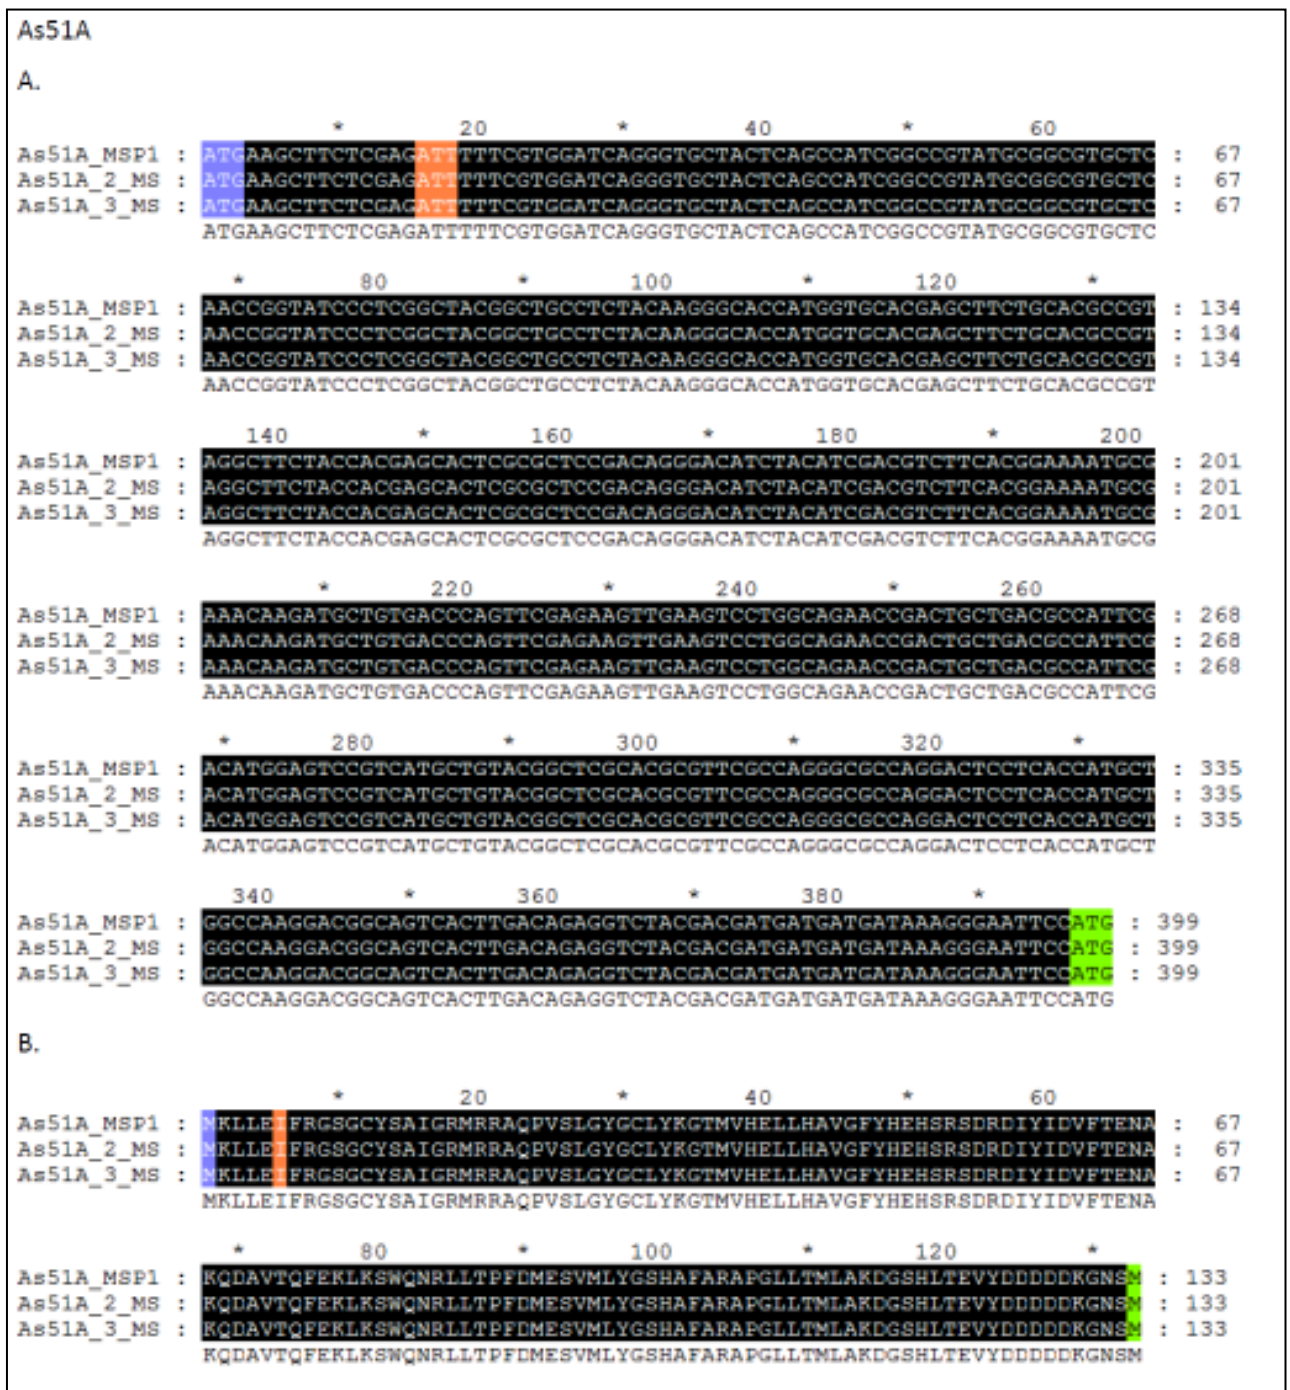 As51A
A.
* 20 * 40 * 60
As51A_MSP1 : ATGAAGCTTCTCGAGATTTTTCGTGGATCAGGGTGCTACTCAGCCATCGGCCGTATGCGGCGTGCTC : 67
As51A_2_MS : ATGAAGCTTCTCGAGATTTTTCGTGGATCAGGGTGCTACTCAGCCATCGGCCGTATGCGGCGTGCTC : 67
As51A_3_MS : ATGAAGCTTCTCGAGATTTTTCGTGGATCAGGGTGCTACTCAGCCATCGGCCGTATGCGGCGTGCTC : 67
ATGAAGCTTCTCGAGATTTTTCGTGGATCAGGGTGCTACTCAGCCATCGGCCGTATGCGGCGTGCTC
* 80 * 100 * 120 *
As51A_MSP1 : AACCGGTATCCCTCGGCTACGGCTGCCTCTACAAGGGCACCATGGTGCACGAGCTTCTGCACGCCGT : 134
As51A_2_MS : AACCGGTATCCCTCGGCTACGGCTGCCTCTACAAGGGCACCATGGTGCACGAGCTTCTGCACGCCGT : 134
As51A_3_MS : AACCGGTATCCCTCGGCTACGGCTGCCTCTACAAGGGCACCATGGTGCACGAGCTTCTGCACGCCGT : 134
AACCGGTATCCCTCGGCTACGGCTGCCTCTACAAGGGCACCATGGTGCACGAGCTTCTGCACGCCGT
140 * 160 * 180 * 200
As51A_MSP1 : AGGCTTCTACCACGAGCACTCGCGCTCCGACAGGGACATCTACATCGACGTCTTCACGGAAAATGCG : 201
As51A_2_MS : AGGCTTCTACCACGAGCACTCGCGCTCCGACAGGGACATCTACATCGACGTCTTCACGGAAAATGCG : 201
As51A_3_MS : AGGCTTCTACCACGAGCACTCGCGCTCCGACAGGGACATCTACATCGACGTCTTCACGGAAAATGCG : 201
AGGCTTCTACCACGAGCACTCGCGCTCCGACAGGGACATCTACATCGACGTCTTCACGGAAAATGCG
* 220 * 240 * 260
As51A_MSP1 : AAACAAGATGCTGTGACCCAGTTCGAGAAGTTGAAGTCCTGGCAGAACCGACTGCTGACGCCATTCG : 268
As51A_2_MS : AAACAAGATGCTGTGACCCAGTTCGAGAAGTTGAAGTCCTGGCAGAACCGACTGCTGACGCCATTCG : 268
As51A_3_MS : AAACAAGATGCTGTGACCCAGTTCGAGAAGTTGAAGTCCTGGCAGAACCGACTGCTGACGCCATTCG : 268
AAACAAGATGCTGTGACCCAGTTCGAGAAGTTGAAGTCCTGGCAGAACCGACTGCTGACGCCATTCG
* 280 * 300 * 320 *
As51A_MSP1 : ACATGGAGTCCGTCATGCTGTACGGCTCGCACGCGTTCGCCAGGGCGCCAGGACTCCTCACCATGCT : 335
As51A_2_MS : ACATGGAGTCCGTCATGCTGTACGGCTCGCACGCGTTCGCCAGGGCGCCAGGACTCCTCACCATGCT : 335
As51A_3_MS : ACATGGAGTCCGTCATGCTGTACGGCTCGCACGCGTTCGCCAGGGCGCCAGGACTCCTCACCATGCT : 335
ACATGGAGTCCGTCATGCTGTACGGCTCGCACGCGTTCGCCAGGGCGCCAGGACTCCTCACCATGCT
340 * 360 * 380 *
As51A_MSP1 : GGCCAAGGACGGCAGTCACTTGACAGAGGTCTACGACGATGATGATGATAAAGGGAATTCCATG : 399
As51A_2_MS : GGCCAAGGACGGCAGTCACTTGACAGAGGTCTACGACGATGATGATGATAAAGGGAATTCCATG : 399
As51A_3_MS : GGCCAAGGACGGCAGTCACTTGACAGAGGTCTACGACGATGATGATGATAAAGGGAATTCCATG : 399
GGCCAAGGACGGCAGTCACTTGACAGAGGTCTACGACGATGATGATGATAAAGGGAATTCCATG
B.
* 20 * 40 * 60
As51A_MSP1 : MKLLEIFRGSGCYSAIGRMRRAQPVSLGYGCLYKGTMVHELLHAVGFYHEHSRSDRDIYIDVFTENA : 67
As51A_2_MS : MKLLEIFRGSGCYSAIGRMRRAQPVSLGYGCLYKGTMVHELLHAVGFYHEHSRSDRDIYIDVFTENA : 67
As51A_3_MS : MKLLEIFRGSGCYSAIGRMRRAQPVSLGYGCLYKGTMVHELLHAVGFYHEHSRSDRDIYIDVFTENA : 67
MKLLEIFRGSGCYSAIGRMRRAQPVSLGYGCLYKGTMVHELLHAVGFYHEHSRSDRDIYIDVFTENA
* 80 * 100 * 120 *
As51A_MSP1 : KQDAVTQFEKLKSWQNRLLTPFDMESVMLYGSHAFARAPGLLTMLAKDGSHLTEVYDDDDDKGNSM : 133
As51A_2_MS : KQDAVTQFEKLKSWQNRLLTPFDMESVMLYGSHAFARAPGLLTMLAKDGSHLTEVYDDDDDKGNSM : 133
As51A_3_MS : KQDAVTQFEKLKSWQNRLLTPFDMESVMLYGSHAFARAPGLLTMLAKDGSHLTEVYDDDDDKGNSM : 133
KQDAVTQFEKLKSWQNRLLTPFDMESVMLYGSHAFARAPGLLTMLAKDGSHLTEVYDDDDDKGNSM